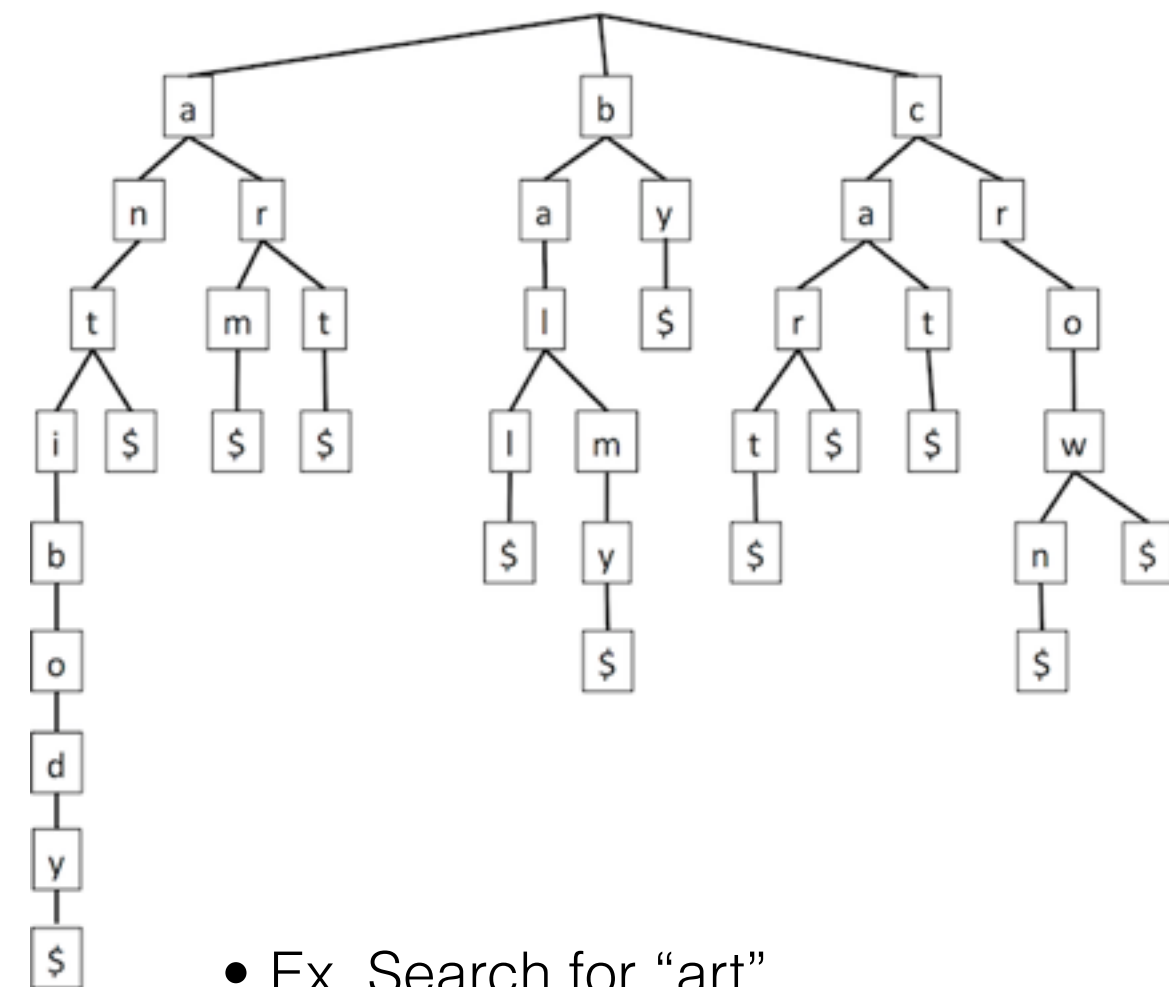 a b c
n r a y a r
t m t l $ r t o
i $ $ $ l m t $ $ w
b $ y $ n $
o $ $
d
y
$
• Ex. Search for “art”